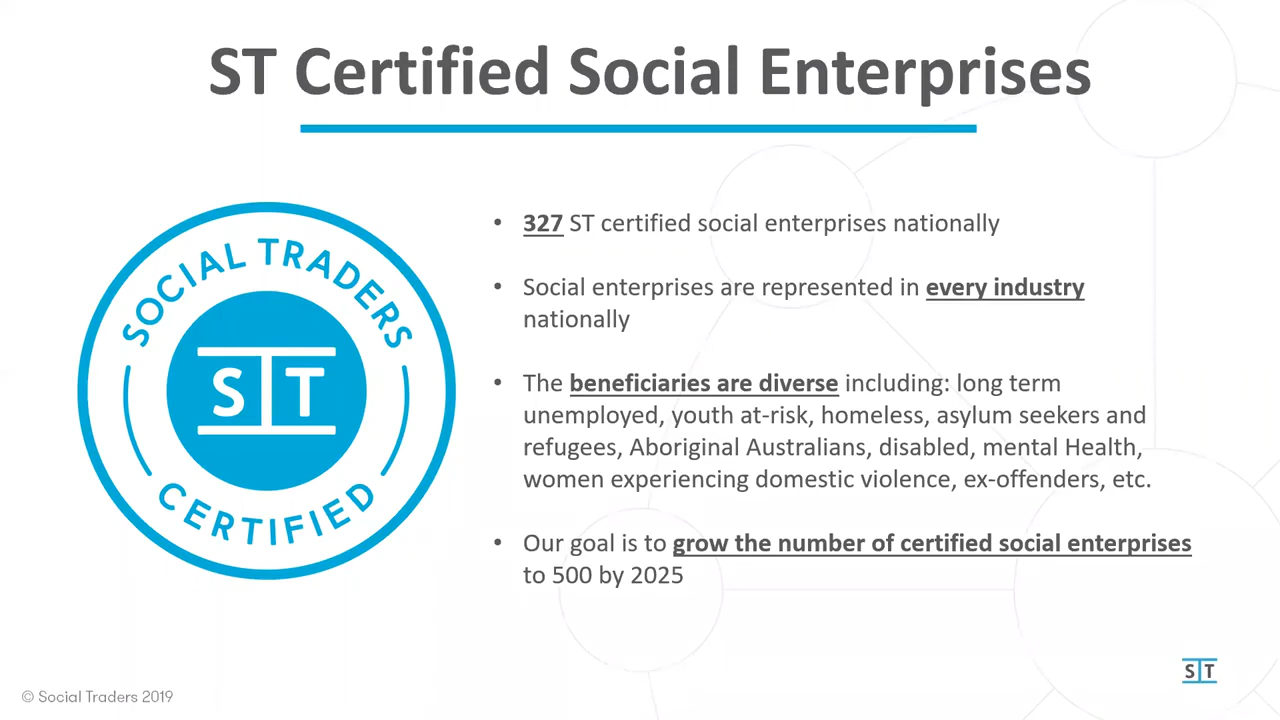 ST Certified Social Enterprises
SOCIAL TRADERS
ST
CERTIFIED
• 327 ST certified social enterprises nationally
• Social enterprises are represented in every industry
nationally
• The beneficiaries are diverse including: long term
unemployed, youth at-risk, homeless, asylum seekers and
refugees, Aboriginal Australians, disabled, mental Health,
women experiencing domestic violence, ex-offenders, etc.
• Our goal is to grow the number of certified social enterprises
to 500 by 2025
ST
© Social Traders 2019